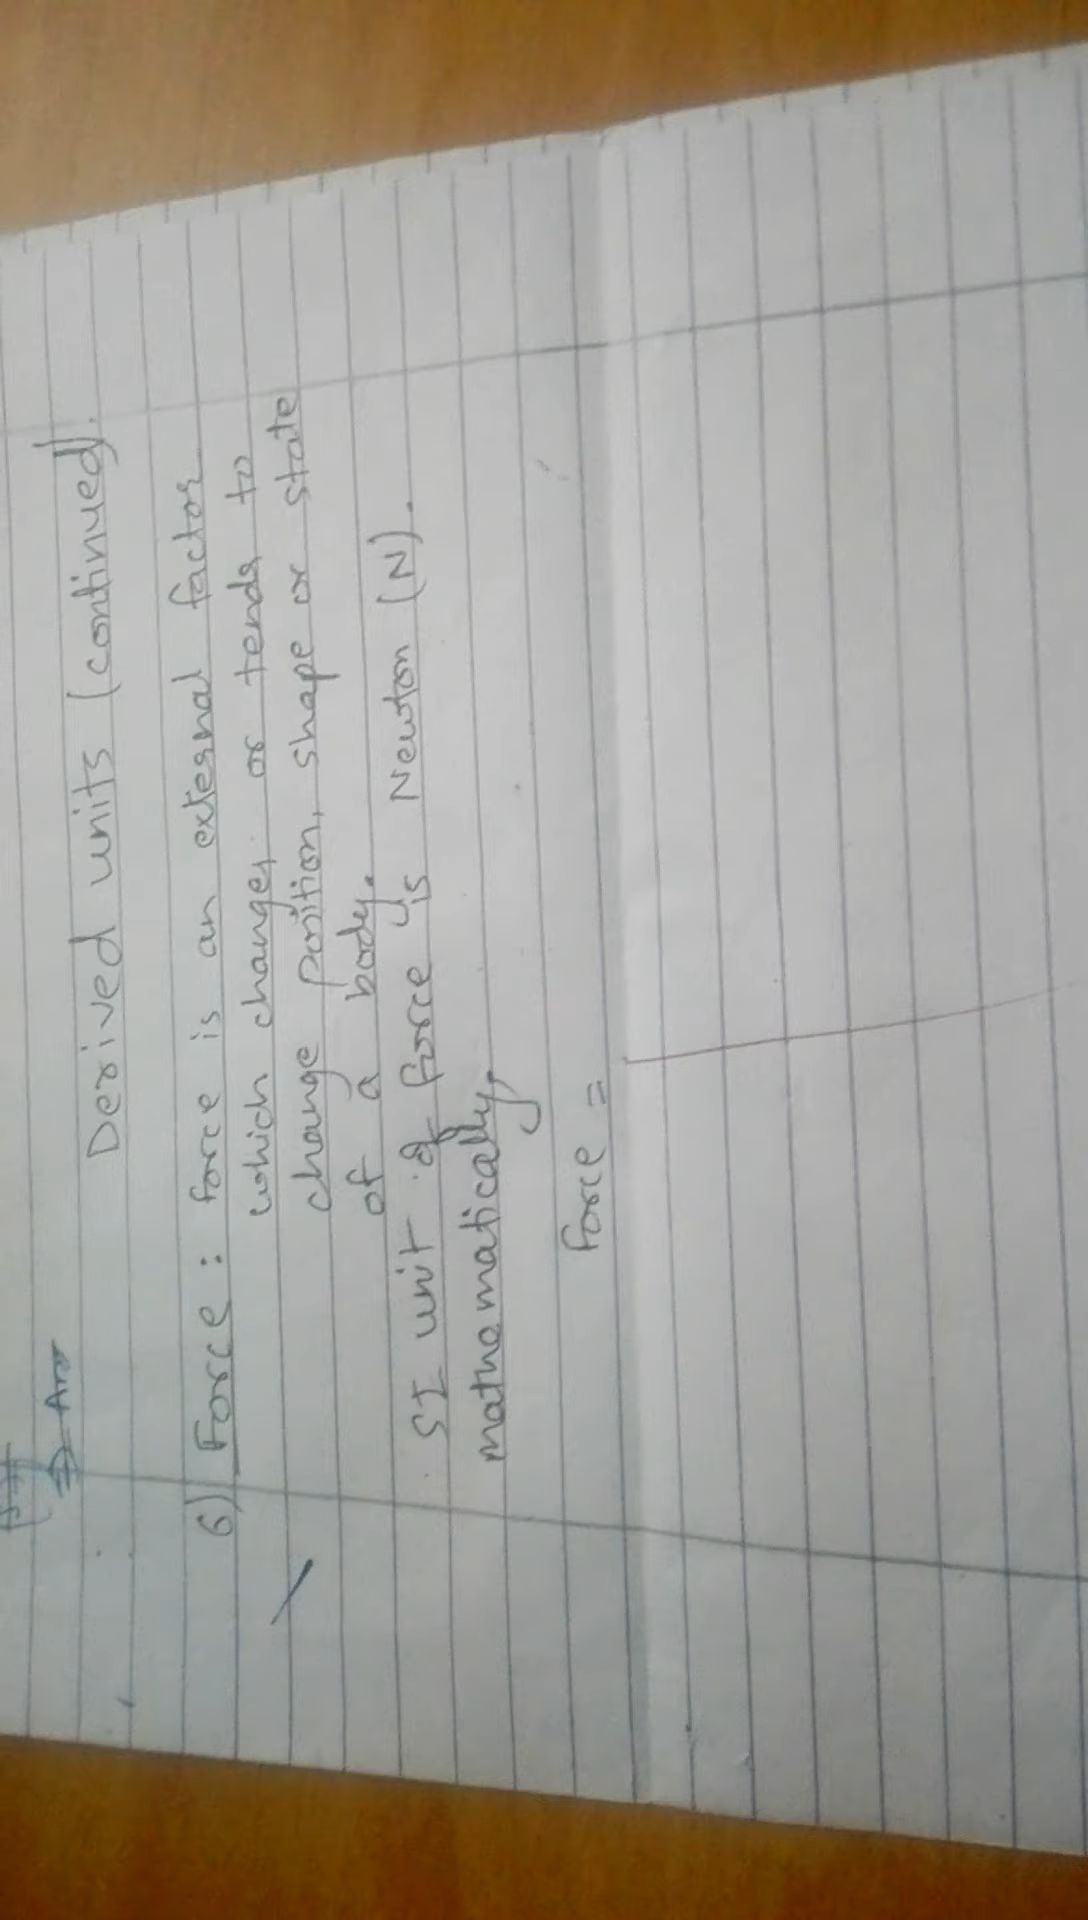 Derived units (continued).
6) Force : force is an external factor
which changes or tends to
change position, shape or state
of a body.
SI unit of force is Newton (N).
mathematically,
force =